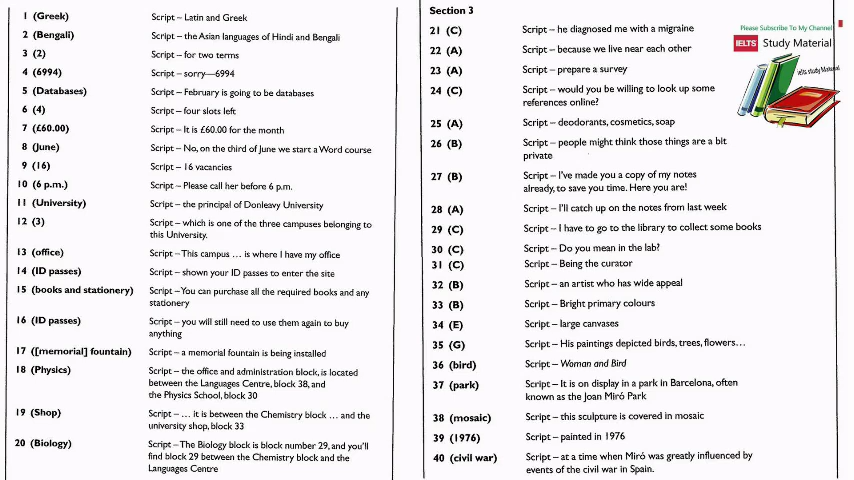 1 (Greek) Script – Latin and Greek
2 (Bengali) Script – the Asian languages of Hindi and Bengali
3 (2) Script – for two terms
4 (6994) Script – sorry—6994
5 (Databases) Script – February is going to be databases
6 (4) Script – four slots left
7 (£60.00) Script – It is £60.00 for the month
8 (June) Script – No, on the third of June we start a Word course
9 (16) Script – 16 vacancies
10 (6 p.m.) Script – Please call her before 6 p.m.
11 (University) Script – the principal of Donleavy University
12 (3) Script – which is one of the three campuses belonging to
this University.
13 (office) Script – This campus … is where I have my office
14 (ID passes) Script – shown your ID passes to enter the site
15 (books and stationery) Script – You can purchase all the required books and any
stationery
16 (ID passes) Script – you will still need to use them again to buy
anything
17 ([memorial] fountain) Script – a memorial fountain is being installed
18 (Physics) Script – the office and administration block, is located
between the Languages Centre, block 38, and
the Physics School, block 30
19 (Shop) Script – … it is between the Chemistry block … and the
university shop, block 33
20 (Biology) Script – The Biology block is block number 29, and you'll
find block 29 between the Chemistry block and the
Languages Centre
Section 3
21 (C) Script – he diagnosed me with a migraine
22 (A) Script – because we live near each other
23 (A) Script – prepare a survey
24 (C) Script – would you be willing to look up some
references online?
25 (A) Script – deodorants, cosmetics, soap
26 (B) Script – people might think those things are a bit
private
27 (B) Script – I've made you a copy of my notes
already, to save you time. Here you are!
28 (A) Script – I'll catch up on the notes from last week
29 (C) Script – I have to go to the library to collect some books
30 (C) Script – Do you mean in the lab?
31 (C) Script – Being the curator
32 (B) Script – an artist who has wide appeal
33 (B) Script – Bright primary colours
34 (E) Script – large canvases
35 (G) Script – His paintings depicted birds, trees, flowers…
36 (bird) Script – Woman and Bird
37 (park) Script – It is on display in a park in Barcelona, often
known as the Joan Miró Park
38 (mosaic) Script – this sculpture is covered in mosaic
39 (1976) Script – painted in 1976
40 (civil war) Script – at a time when Miró was greatly influenced by
events of the civil war in Spain.
Please Subscribe To My Channel
IELTS Study Material
ielts study Material